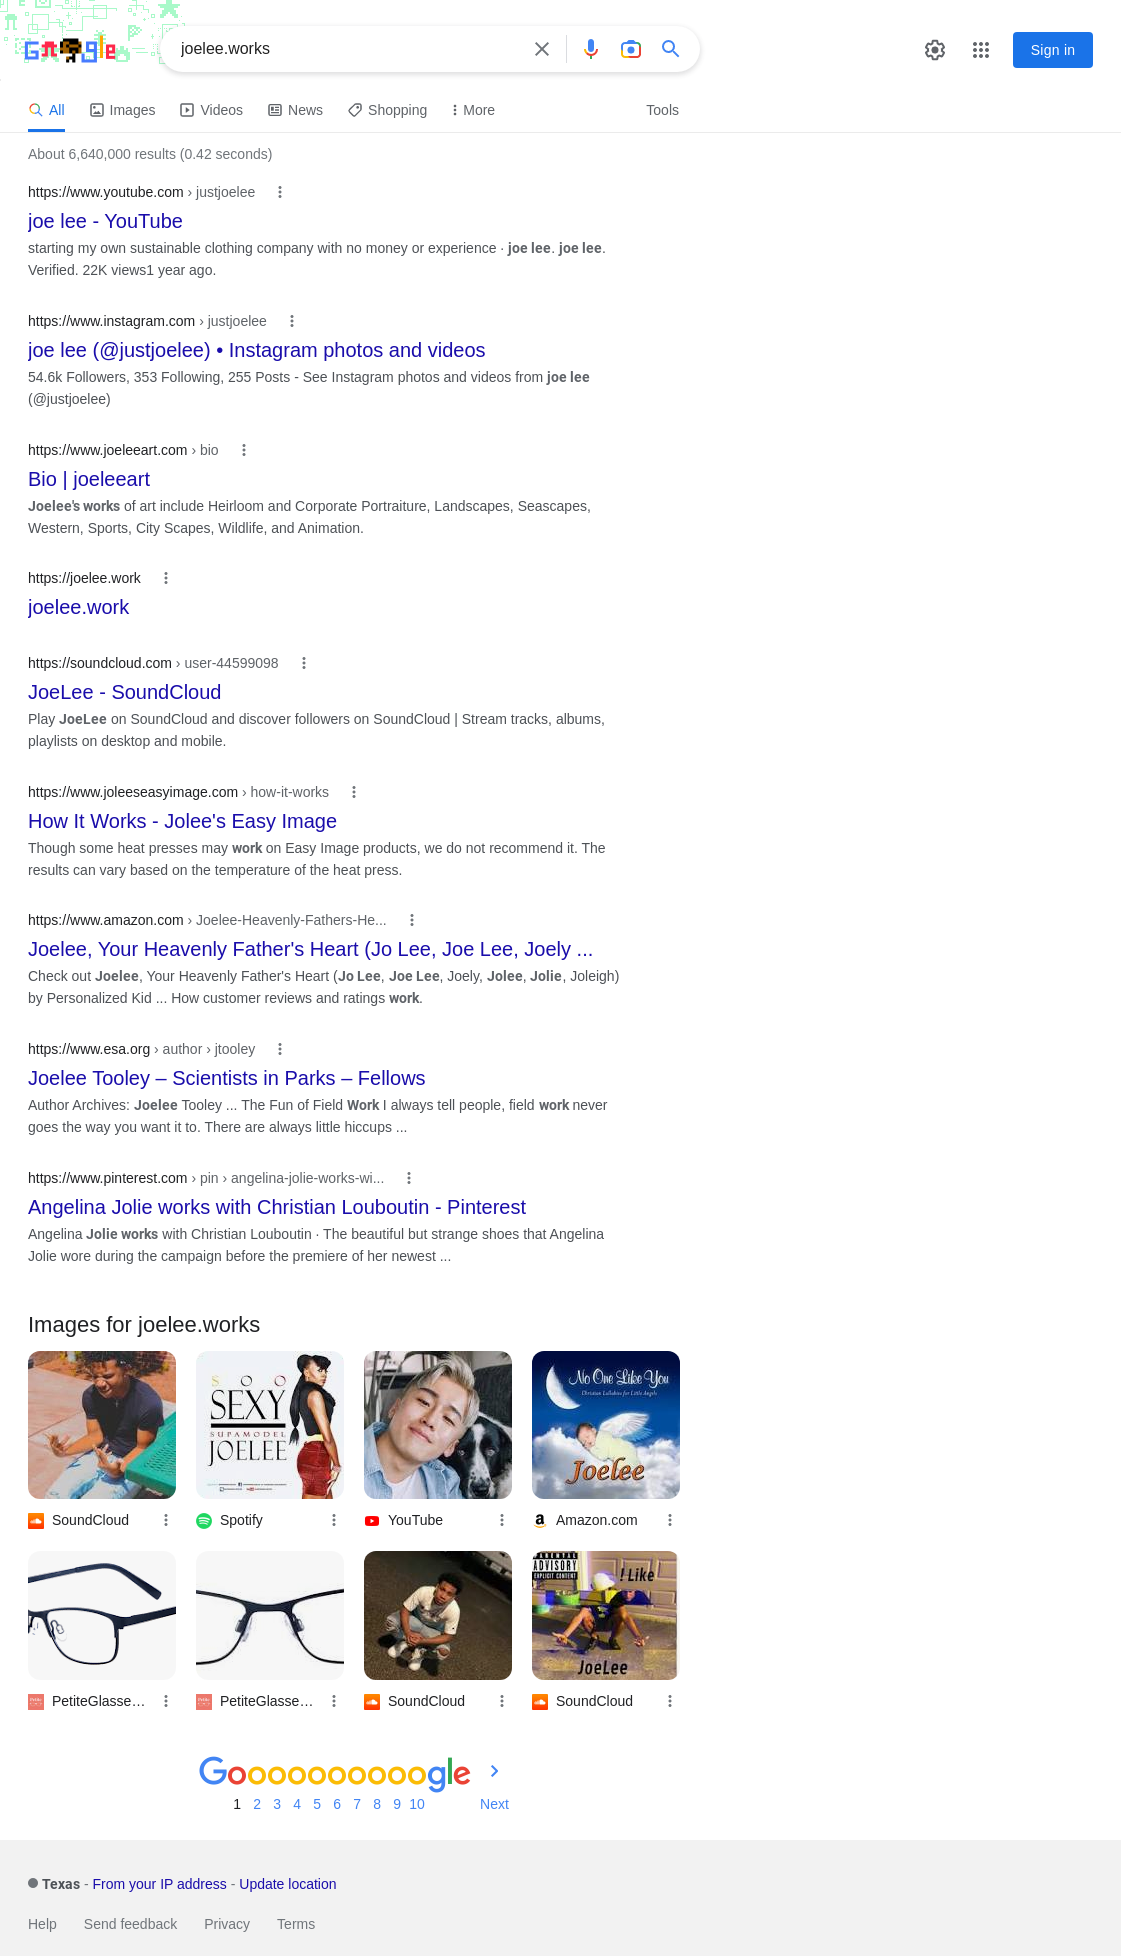 Google
joelee.works
Sign in
All Images Videos News Shopping More Tools
About 6,640,000 results (0.42 seconds)
https://www.youtube.com › justjoelee
joe lee - YouTube
starting my own sustainable clothing company with no money or experience · joe lee. joe lee.
Verified. 22K views1 year ago.
https://www.instagram.com › justjoelee
joe lee (@justjoelee) • Instagram photos and videos
54.6k Followers, 353 Following, 255 Posts - See Instagram photos and videos from joe lee
(@justjoelee)
https://www.joeleeart.com › bio
Bio | joeleeart
Joelee's works of art include Heirloom and Corporate Portraiture, Landscapes, Seascapes,
Western, Sports, City Scapes, Wildlife, and Animation.
https://joelee.work
joelee.work
https://soundcloud.com › user-44599098
JoeLee - SoundCloud
Play JoeLee on SoundCloud and discover followers on SoundCloud | Stream tracks, albums,
playlists on desktop and mobile.
https://www.joleeseasyimage.com › how-it-works
How It Works - Jolee's Easy Image
Though some heat presses may work on Easy Image products, we do not recommend it. The
results can vary based on the temperature of the heat press.
https://www.amazon.com › Joelee-Heavenly-Fathers-He...
Joelee, Your Heavenly Father's Heart (Jo Lee, Joe Lee, Joely ...
Check out Joelee, Your Heavenly Father's Heart (Jo Lee, Joe Lee, Joely, Jolee, Jolie, Joleigh)
by Personalized Kid ... How customer reviews and ratings work.
https://www.esa.org › author › jtooley
Joelee Tooley – Scientists in Parks – Fellows
Author Archives: Joelee Tooley ... The Fun of Field Work I always tell people, field work never
goes the way you want it to. There are always little hiccups ...
https://www.pinterest.com › pin › angelina-jolie-works-wi...
Angelina Jolie works with Christian Louboutin - Pinterest
Angelina Jolie works with Christian Louboutin · The beautiful but strange shoes that Angelina
Jolie wore during the campaign before the premiere of her newest ...
Images for joelee.works
SOO
SEXY
SUPAMODEL
JOELEE
No One Like You
Christian Lullabies for Little Angels
Joelee
SoundCloud Spotify YouTube Amazon.com
ADVISORY
EXPLICIT CONTENT
I Like
JoeLee
PetiteGlasse... PetiteGlasse... SoundCloud SoundCloud
Goooooooooogle
1 2 3 4 5 6 7 8 9 10 Next
Texas - From your IP address - Update location
Help Send feedback Privacy Terms